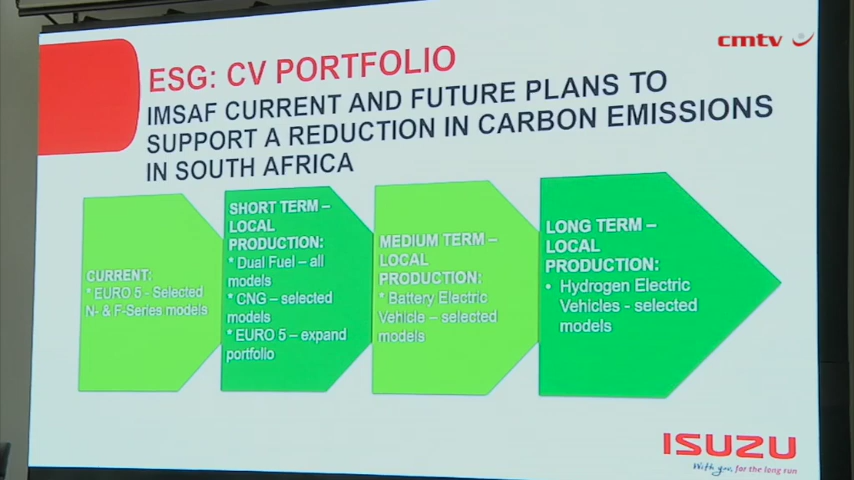 cmtv
ESG: CV PORTFOLIO
IMSAF CURRENT AND FUTURE PLANS TO
SUPPORT A REDUCTION IN CARBON EMISSIONS
IN SOUTH AFRICA
CURRENT:
* EURO 5 - Selected
N- & F-Series models
SHORT TERM –
LOCAL
PRODUCTION:
* Dual Fuel – all
models
* CNG – selected
models
* EURO 5 – expand
portfolio
MEDIUM TERM –
LOCAL
PRODUCTION:
* Battery Electric
Vehicle – selected
models
LONG TERM –
LOCAL
PRODUCTION:
• Hydrogen Electric
Vehicles - selected
models
ISUZU
With you, for the long run